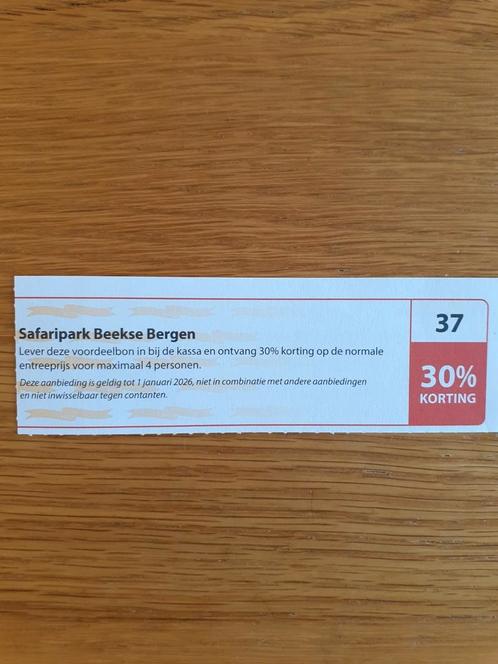 Safaripark Beekse Bergen
Lever deze voordeelbon in bij de kassa en ontvang 30% korting op de normale
entreeprijs voor maximaal 4 personen.
Deze aanbieding is geldig tot 1 januari 2026, niet in combinatie met andere aanbiedingen
en niet inwisselbaar tegen contanten.
37
30%
KORTING